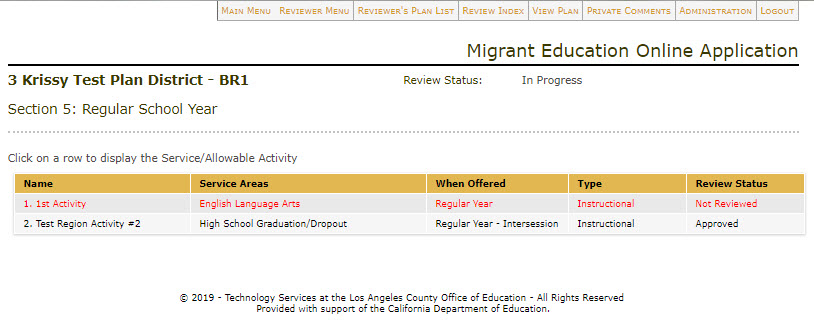 Main Menu Reviewer Menu Reviewer's Plan List Review Index View Plan Private Comments Administration Logout
Migrant Education Online Application
3 Krissy Test Plan District - BR1 Review Status: In Progress
Section 5: Regular School Year
Click on a row to display the Service/Allowable Activity
Name Service Areas When Offered Type Review Status
1. 1st Activity English Language Arts Regular Year Instructional Not Reviewed
2. Test Region Activity #2 High School Graduation/Dropout Regular Year - Intersession Instructional Approved
© 2019 - Technology Services at the Los Angeles County Office of Education - All Rights Reserved
Provided with support of the California Department of Education.